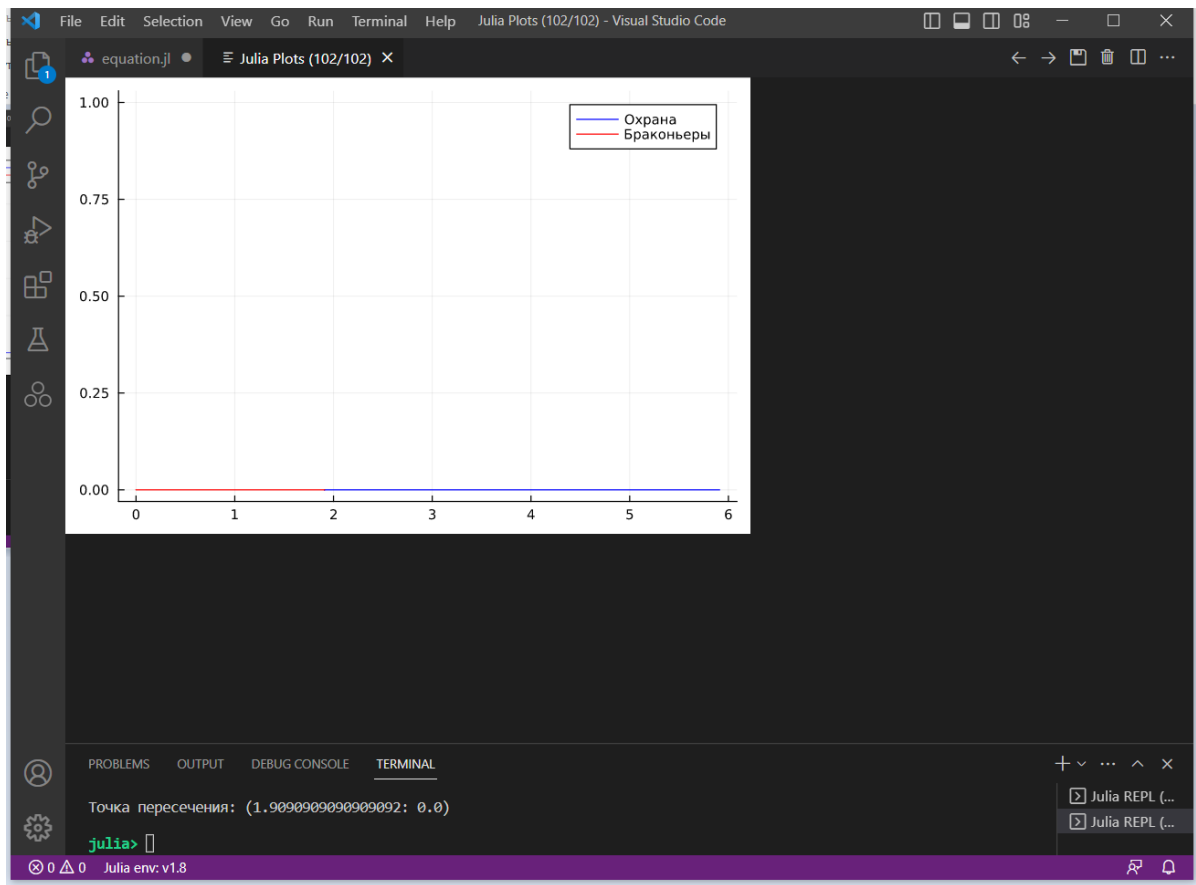 File Edit Selection View Go Run Terminal Help Julia Plots (102/102) - Visual Studio Code
equation.jl Julia Plots (102/102)
1
1.00
0.75
0.50
0.25
0.00
Охрана
Браконьеры
0 1 2 3 4 5 6
PROBLEMS OUTPUT DEBUG CONSOLE TERMINAL
Точка пересечения: (1.9090909090909092: 0.0)
julia>
Julia REPL (...
Julia REPL (...
0 0 Julia env: v1.8